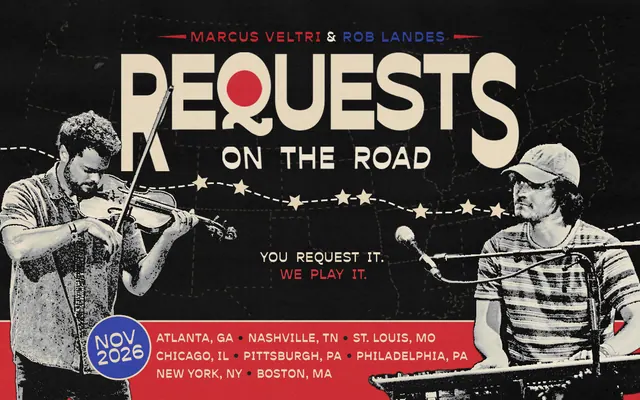 MARCUS VELTRI & ROB LANDES
REQUESTS
ON THE ROAD
YOU REQUEST IT.
WE PLAY IT.
NOV
2026
ATLANTA, GA • NASHVILLE, TN • ST. LOUIS, MO
CHICAGO, IL • PITTSBURGH, PA • PHILADELPHIA, PA
NEW YORK, NY • BOSTON, MA